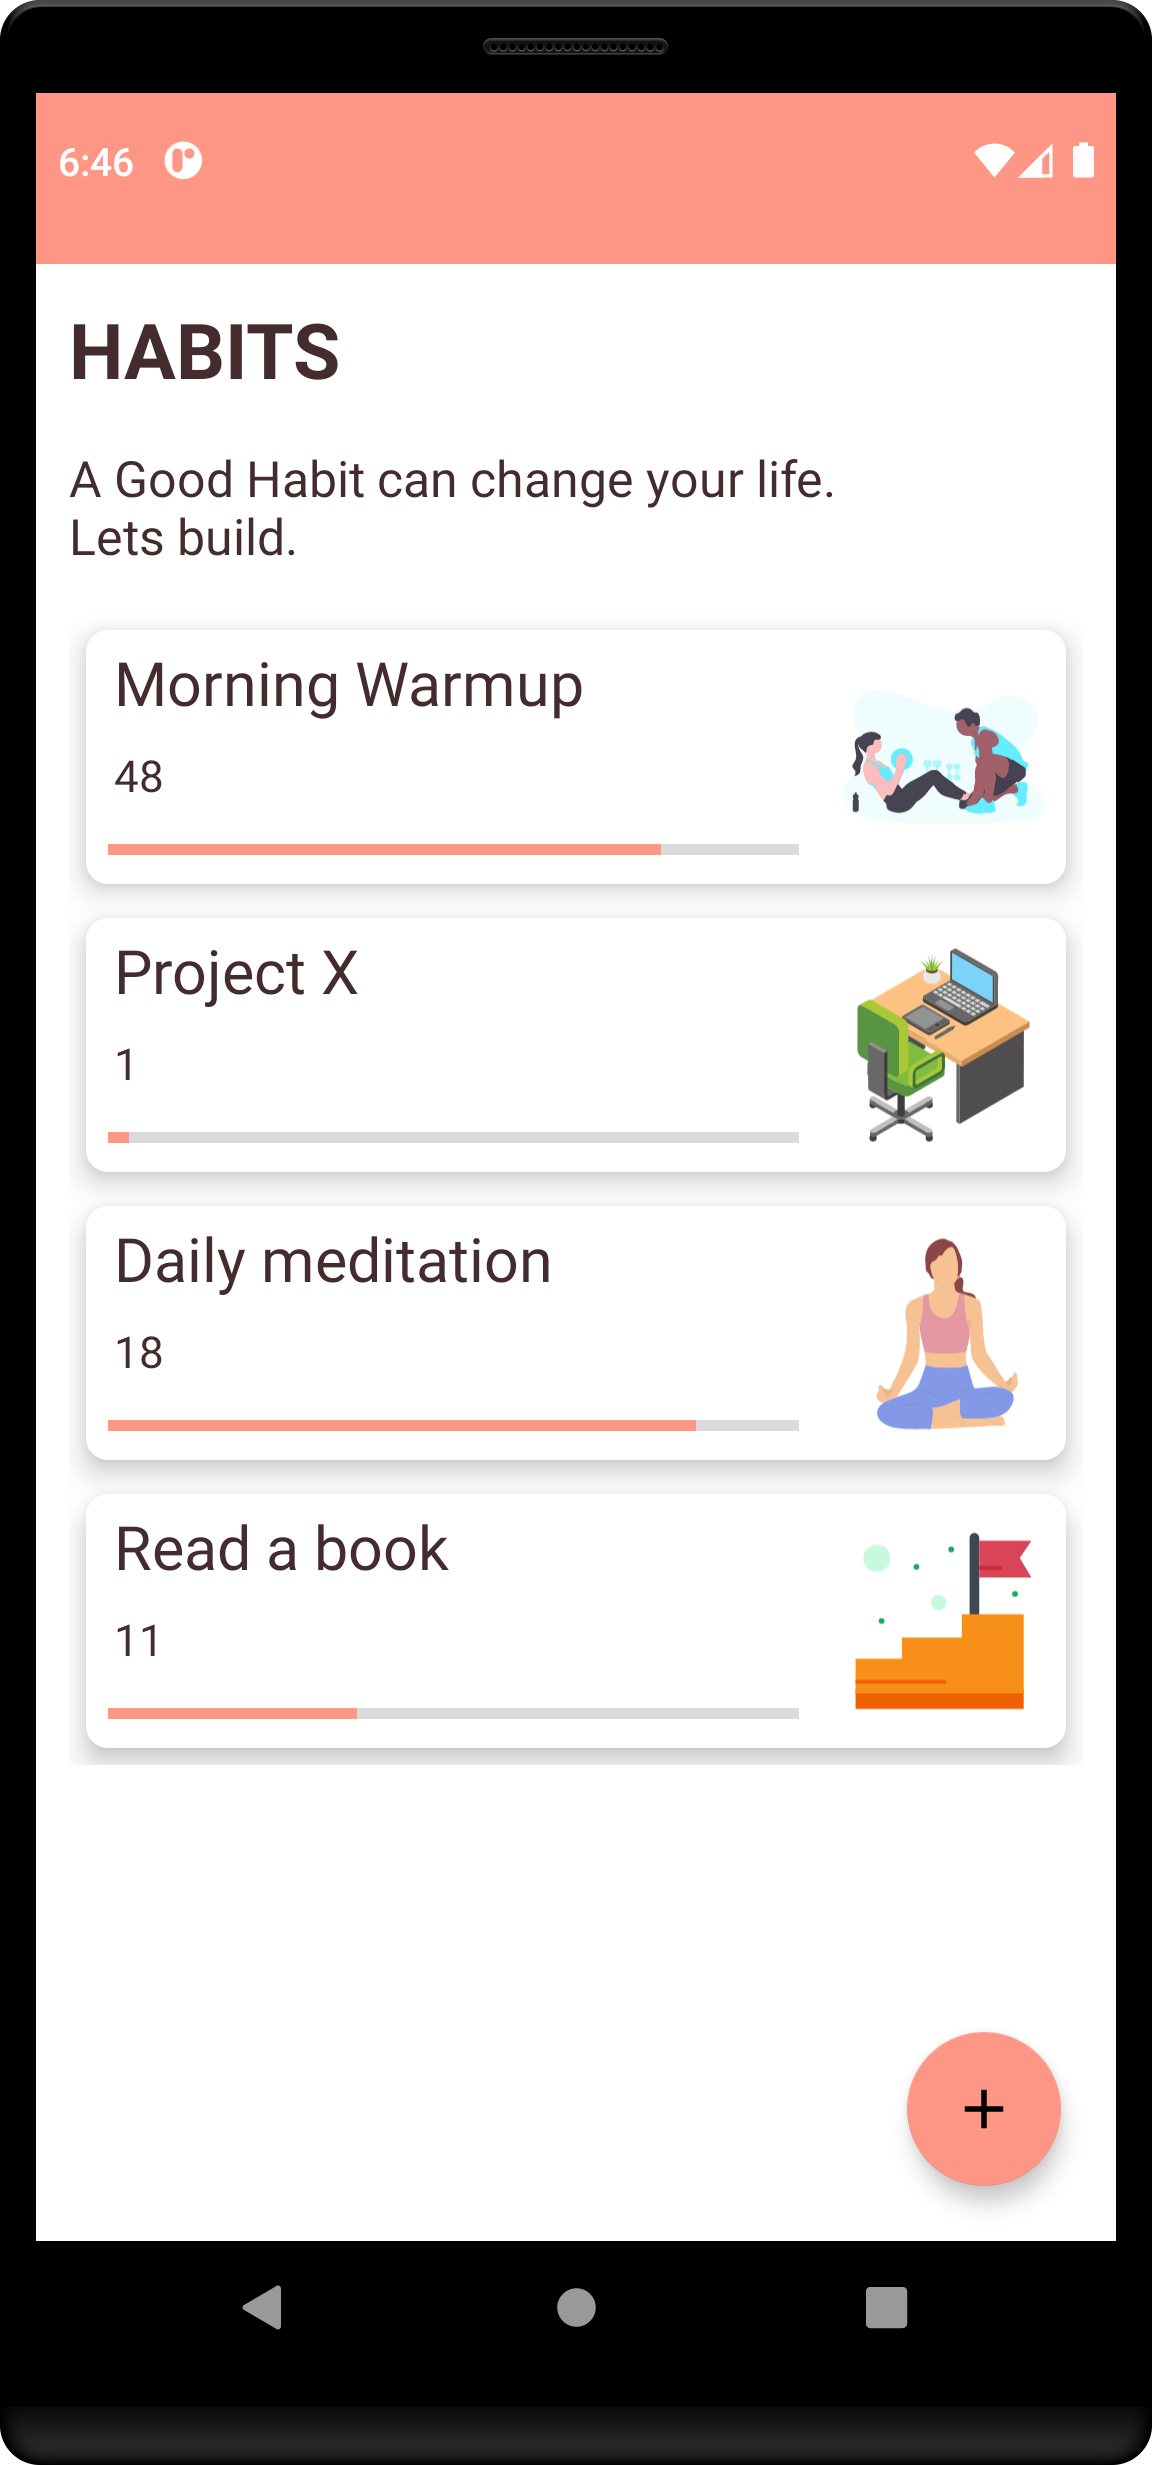 6:46
HABITS
A Good Habit can change your life.
Lets build.
Morning Warmup
48
Project X
1
Daily meditation
18
Read a book
11
+